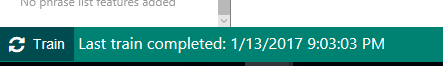 No phrase list features added
Train Last train completed: 1/13/2017 9:03:03 PM